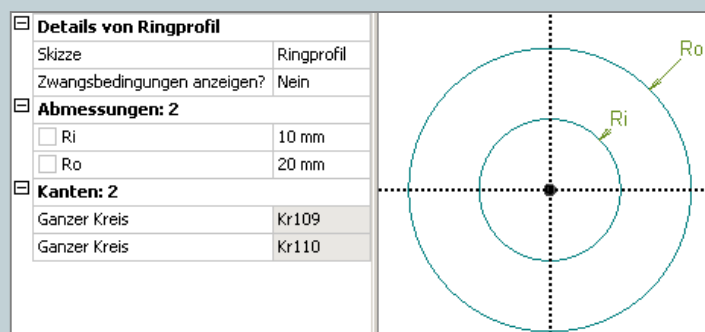 Details von Ringprofil
Skizze Ringprofil
Zwangsbedingungen anzeigen? Nein
Abmessungen: 2
Ri 10 mm
Ro 20 mm
Kanten: 2
Ganzer Kreis Kr109
Ganzer Kreis Kr110
Ro
Ri